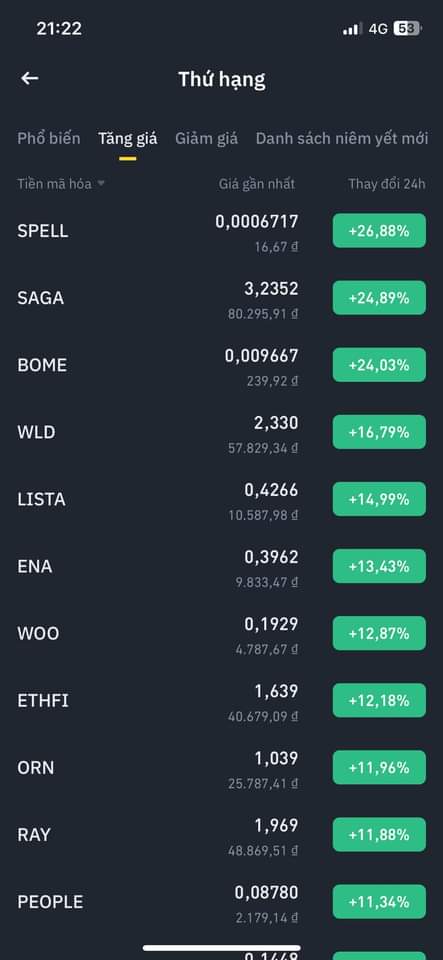 21:22
4G 53
Thứ hạng
Phổ biến Tăng giá Giảm giá Danh sách niêm yết mới
Tiền mã hóa Giá gần nhất Thay đổi 24h
SPELL 0,0006717 +26,88%
16,67 đ
SAGA 3,2352 +24,89%
80.295,91 đ
BOME 0,009667 +24,03%
239,92 đ
WLD 2,330 +16,79%
57.829,34 đ
LISTA 0,4266 +14,99%
10.587,98 đ
ENA 0,3962 +13,43%
9.833,47 đ
WOO 0,1929 +12,87%
4.787,67 đ
ETHFI 1,639 +12,18%
40.679,09 đ
ORN 1,039 +11,96%
25.787,41 đ
RAY 1,969 +11,88%
48.869,51 đ
PEOPLE 0,08780 +11,34%
2.179,14 đ